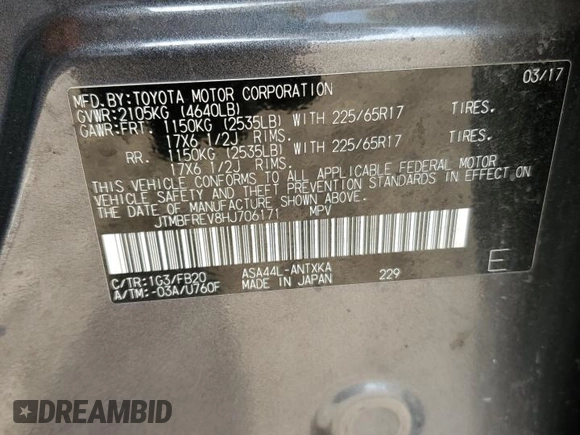 MFD.BY:TOYOTA MOTOR CORPORATION 03/17
GVWR:2105KG (4640LB)
GAWR:FRT. 1150KG (2535LB) WITH 225/65R17 TIRES.
17X6 1/2J RIMS.
RR. 1150KG (2535LB) WITH 225/65R17 TIRES.
17X6 1/2J RIMS.
THIS VEHICLE CONFORMS TO ALL APPLICABLE FEDERAL MOTOR
VEHICLE SAFETY AND THEFT PREVENTION STANDARDS IN EFFECT
ON THE DATE OF MANUFACTURE SHOWN ABOVE.
JTMBFREV8HJ706171 MPV
C/TR:1G3/FB20 ASA44L-ANTXKA
A/TM:-03A/U760F MADE IN JAPAN 229 E
DREAMBID